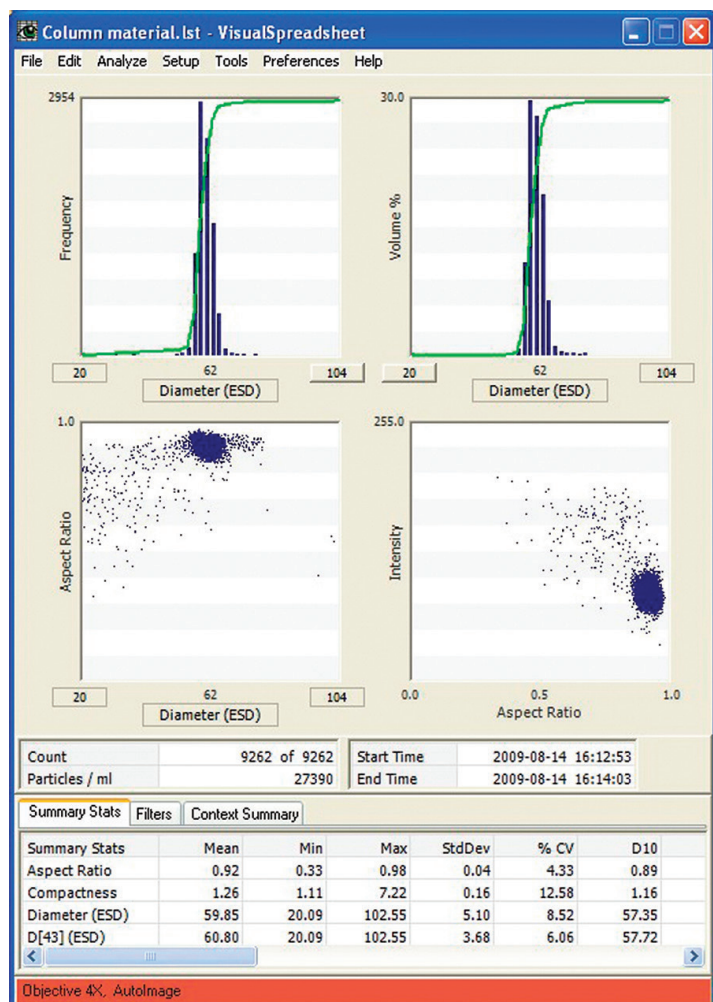 Column material.lst - VisualSpreadsheet
File Edit Analyze Setup Tools Preferences Help
2954
Frequency
20 62 104
Diameter (ESD)
30.0
Volume %
20 62 104
Diameter (ESD)
1.0
Aspect Ratio
20 62 104
Diameter (ESD)
255.0
Intensity
0.0 0.5 1.0
Aspect Ratio
Count 9262 of 9262
Particles / ml 27390
Start Time 2009-08-14 16:12:53
End Time 2009-08-14 16:14:03
Summary Stats Filters Context Summary
Summary Stats Mean Min Max StdDev % CV D10
Aspect Ratio 0.92 0.33 0.98 0.04 4.33 0.89
Compactness 1.26 1.11 7.22 0.16 12.58 1.16
Diameter (ESD) 59.85 20.09 102.55 5.10 8.52 57.35
D[43] (ESD) 60.80 20.09 102.55 3.68 6.06 57.72
Objective 4X, AutoImage